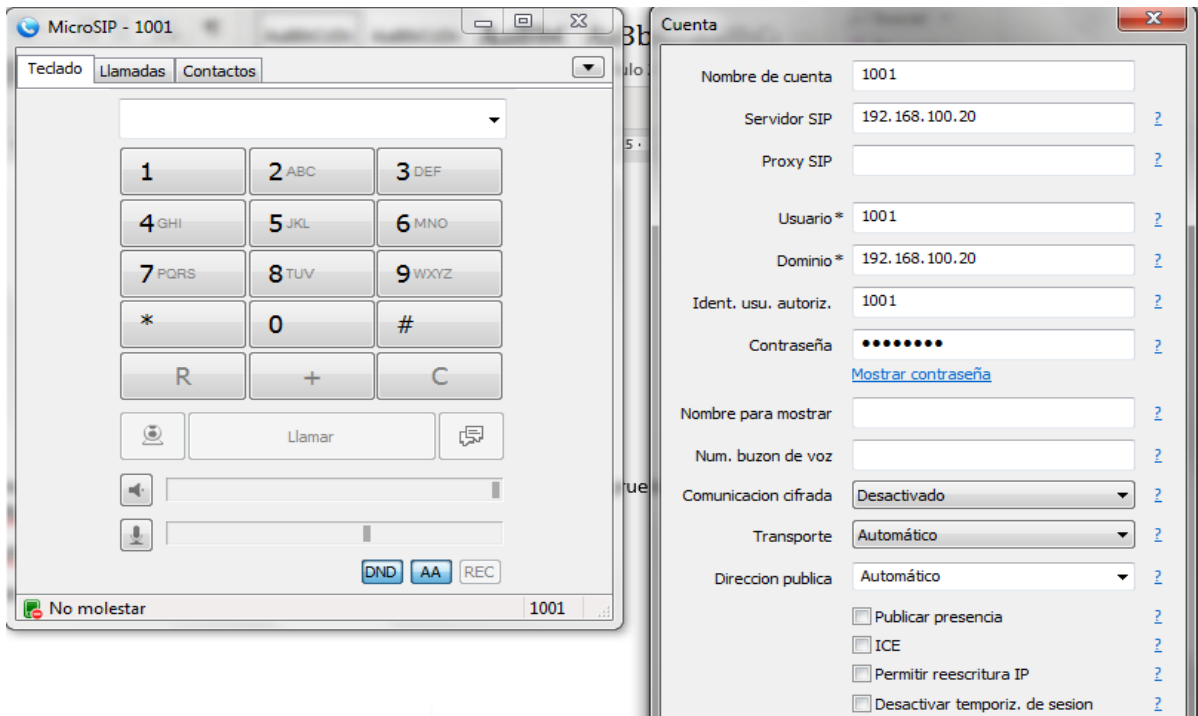 MicroSIP - 1001
Teclado
Llamadas
Contactos
1
2 ABC
3 DEF
4 GHI
5 JKL
6 MNO
7 PQRS
8 TUV
9 WXYZ
*
0
#
R
+
C
Llamar
DND
AA
REC
No molestar
1001
Cuenta
Nombre de cuenta 1001
Servidor SIP 192.168.100.20 ?
Proxy SIP ?
Usuario * 1001 ?
Dominio * 192.168.100.20 ?
Ident. usu. autoriz. 1001 ?
Contraseña ●●●●●●●● ?
Mostrar contraseña
Nombre para mostrar ?
Num. buzon de voz ?
Comunicacion cifrada Desactivado ?
Transporte Automático ?
Direccion publica Automático ?
Publicar presencia ?
ICE ?
Permitir reescritura IP ?
Desactivar temporiz. de sesion ?